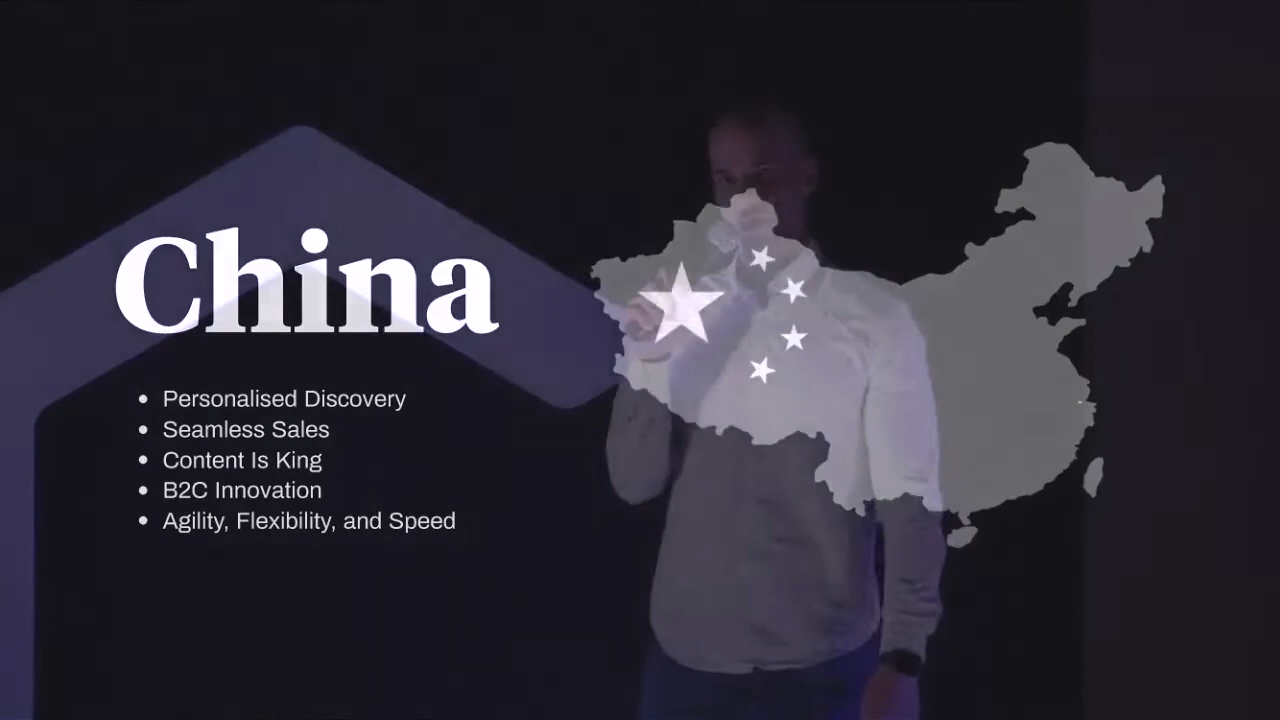 China
Personalised Discovery
Seamless Sales
Content Is King
B2C Innovation
Agility, Flexibility, and Speed